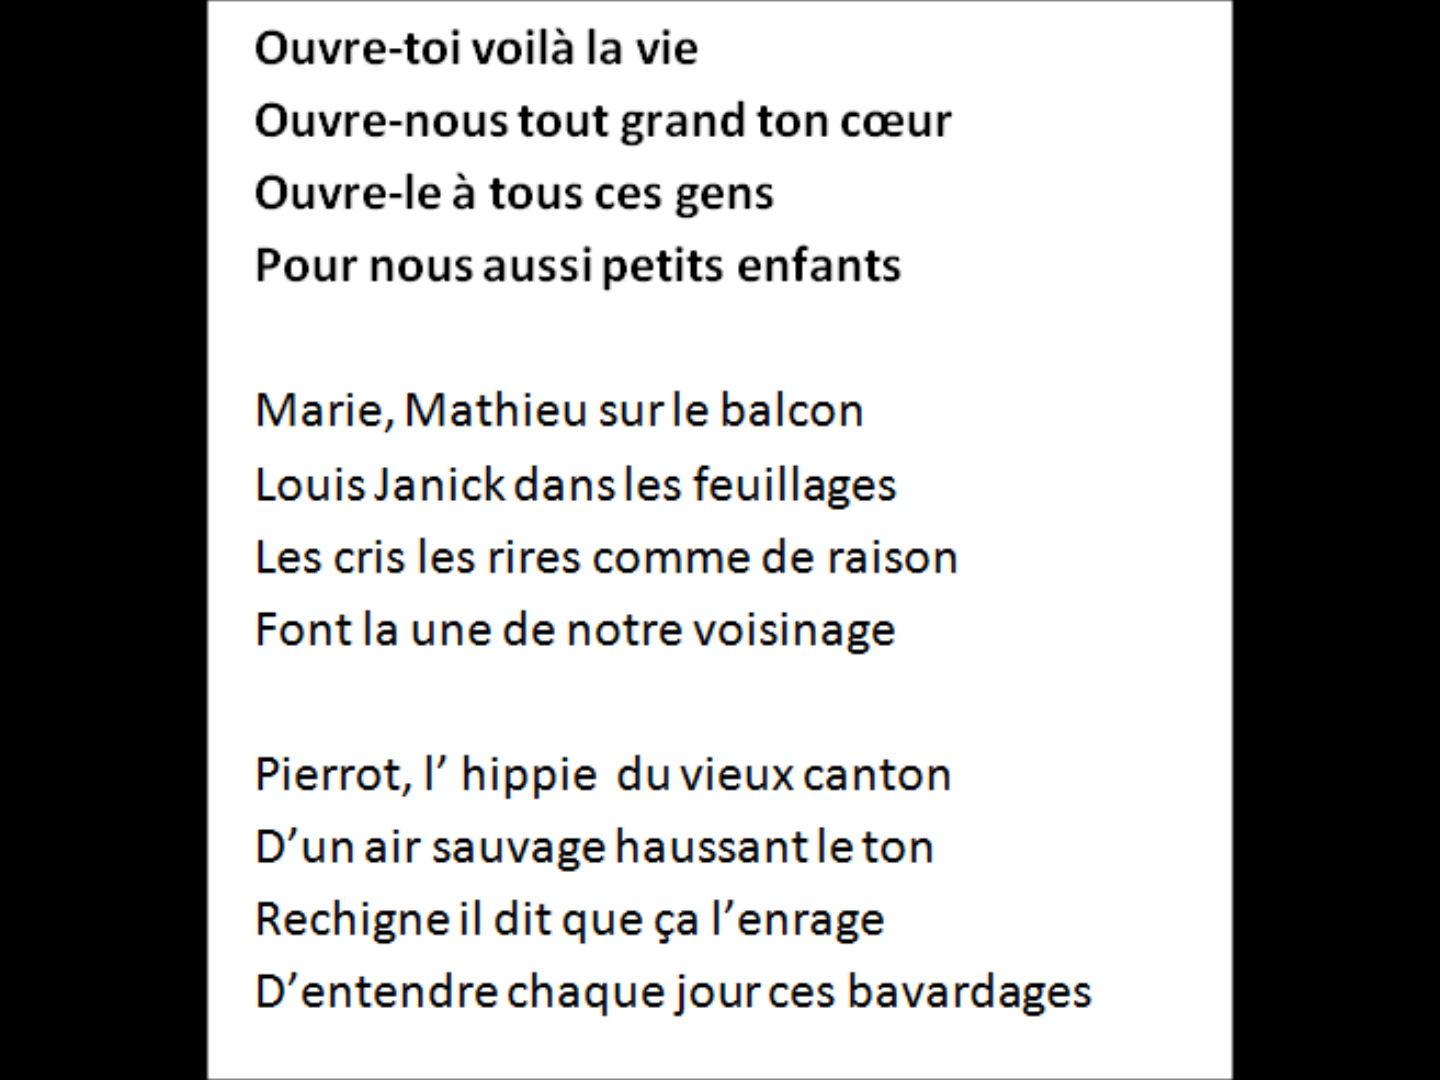 Ouvre-toi voilà la vie
Ouvre-nous tout grand ton cœur
Ouvre-le à tous ces gens
Pour nous aussi petits enfants
Marie, Mathieu sur le balcon
Louis Janick dans les feuillages
Les cris les rires comme de raison
Font la une de notre voisinage
Pierrot, l’ hippie du vieux canton
D’un air sauvage haussant le ton
Rechigne il dit que ça l’enrage
D’entendre chaque jour ces bavardages